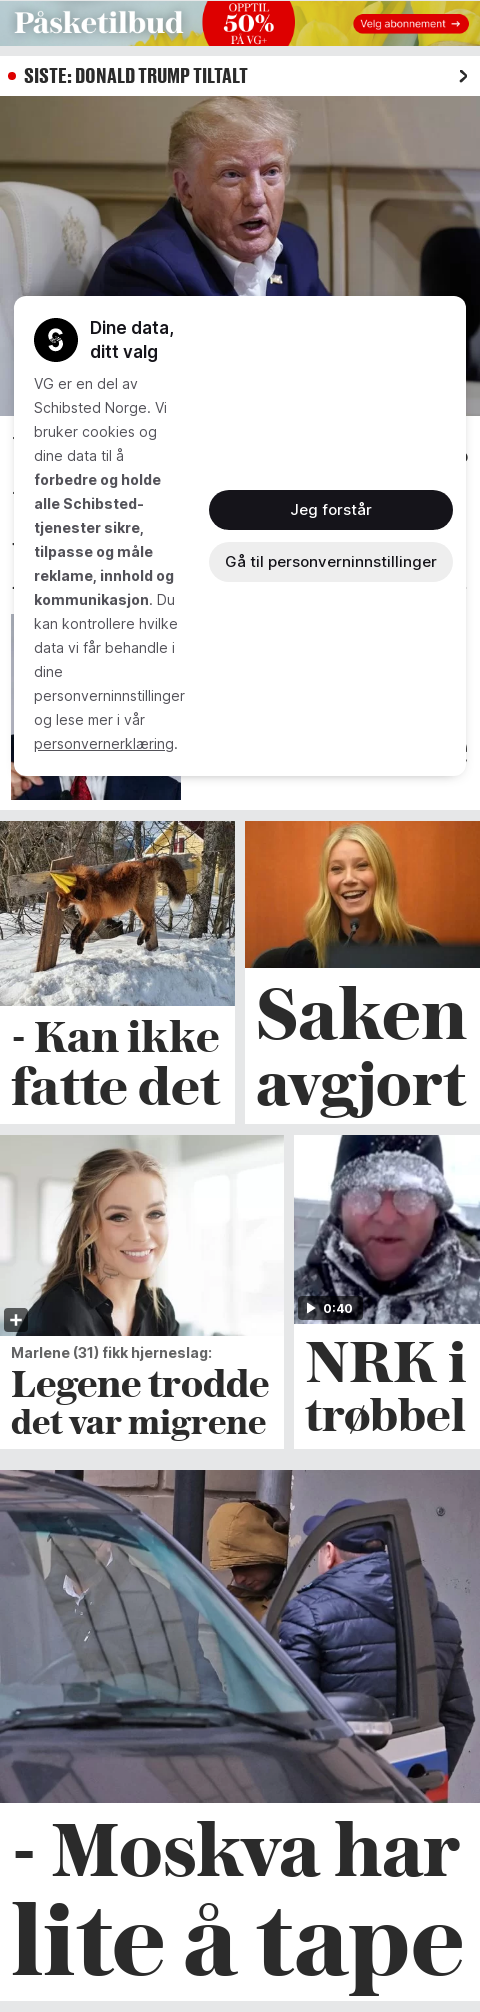 Påsketilbud
OPPTIL
50%
PÅ VG+
Velg abonnement →
SISTE: DONALD TRUMP TILTALT
Dine data,
ditt valg
VG er en del av
Schibsted Norge. Vi
bruker cookies og
dine data til å
forbedre og holde
alle Schibsted-
tjenester sikre,
tilpasse og måle
reklame, innhold og
kommunikasjon. Du
kan kontrollere hvilke
data vi får behandle i
dine
personverninnstillinger
og lese mer i vår
personvernerklæring.
Jeg forstår
Gå til personverninnstillinger
- Kan ikke
fatte det
Saken
avgjort
Marlene (31) fikk hjerneslag:
Legene trodde
det var migrene
0:40
NRK i
trøbbel
- Moskva har
lite å tape